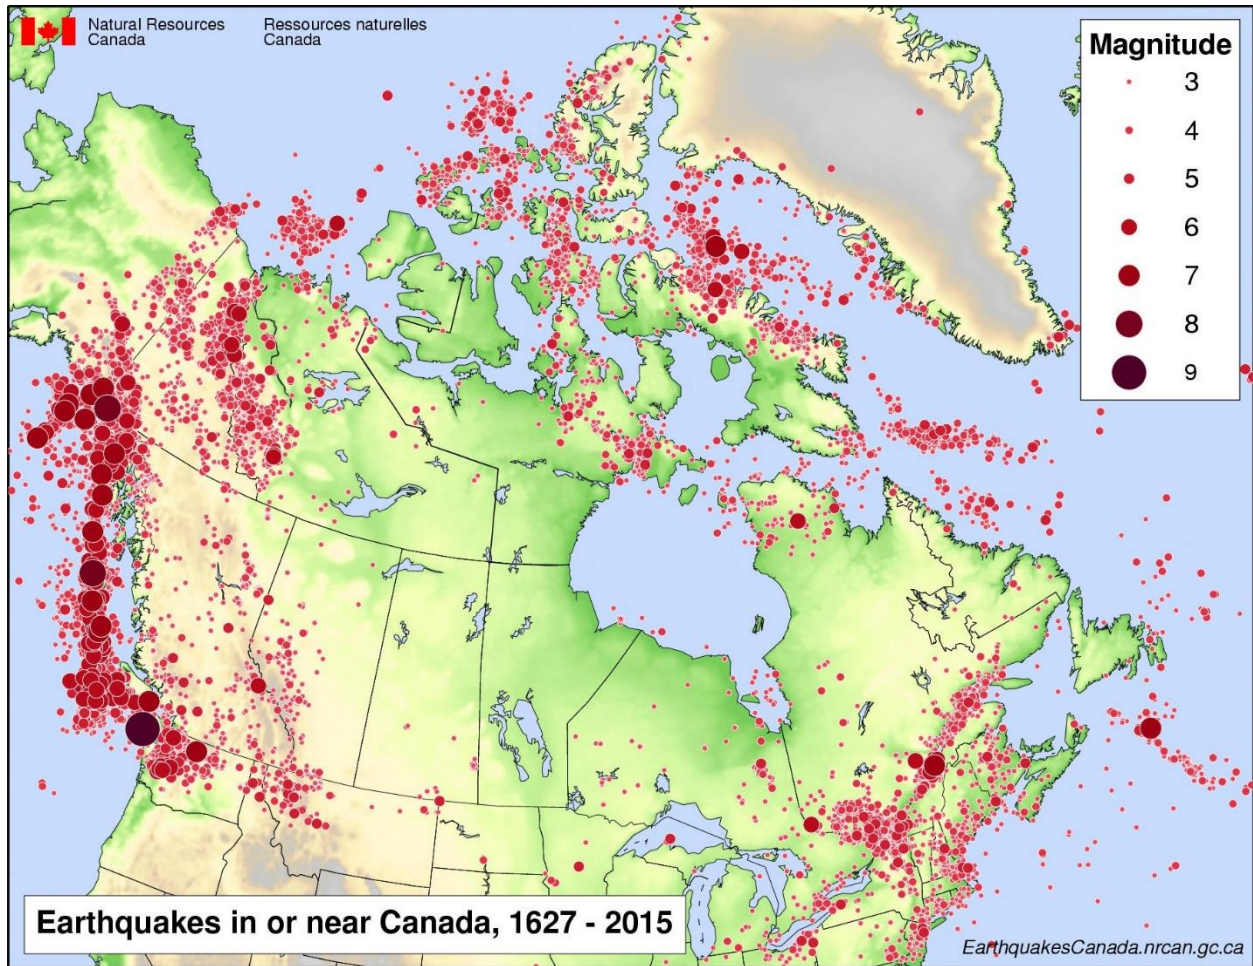 Natural Resources
Canada
Ressources naturelles
Canada
Magnitude
3
4
5
6
7
8
9
Earthquakes in or near Canada, 1627 - 2015
EarthquakesCanada.nrcan.gc.ca